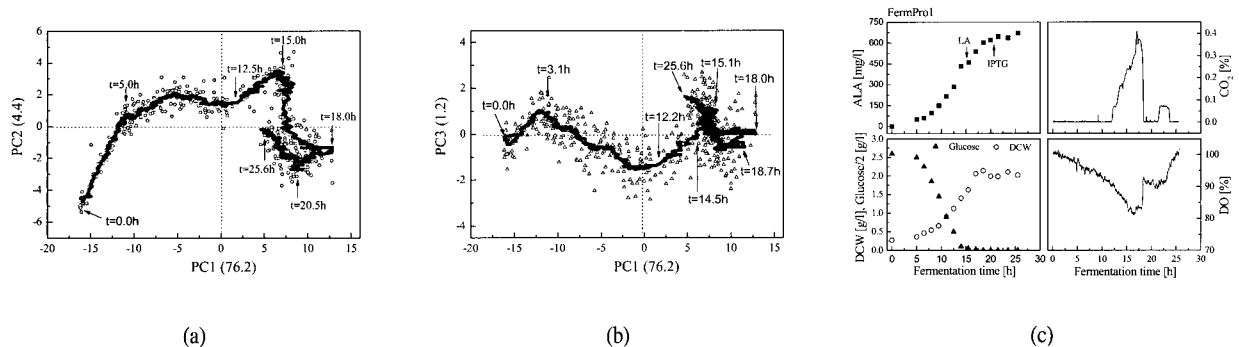 6
4
2
0
-2
-4
-6
PC2 (4.4)
t=5.0h
t=15.0h
t=12.5h
t=18.0h
t=25.6h
t=20.5h
t=0.0h
-20 -15 -10 -5 0 5 10 15
PC1 (76.2)
(a)
4
2
0
-2
-4
PC3 (1.2)
t=3.1h
t=0.0h
t=25.6h
t=15.1h
t=18.0h
t=12.2h
t=18.7h
t=14.5h
-20 -15 -10 -5 0 5 10 15
PC1 (76.2)
(b)
FermPro1
ALA [mg/l]
750
600
450
300
150
0
LA
IPTG
0.4
0.3
0.2
0.1
0.0
CO2 [%]
DCW [g/l], Glucose/2 [g/l]
3.0
2.5
2.0
1.5
1.0
0.5
0.0
Glucose DCW
100
90
80
70
DO [%]
0 5 10 15 20 25 30
0 5 10 15 20 25 30
Fermentation time [h]
Fermentation time [h]
(c)